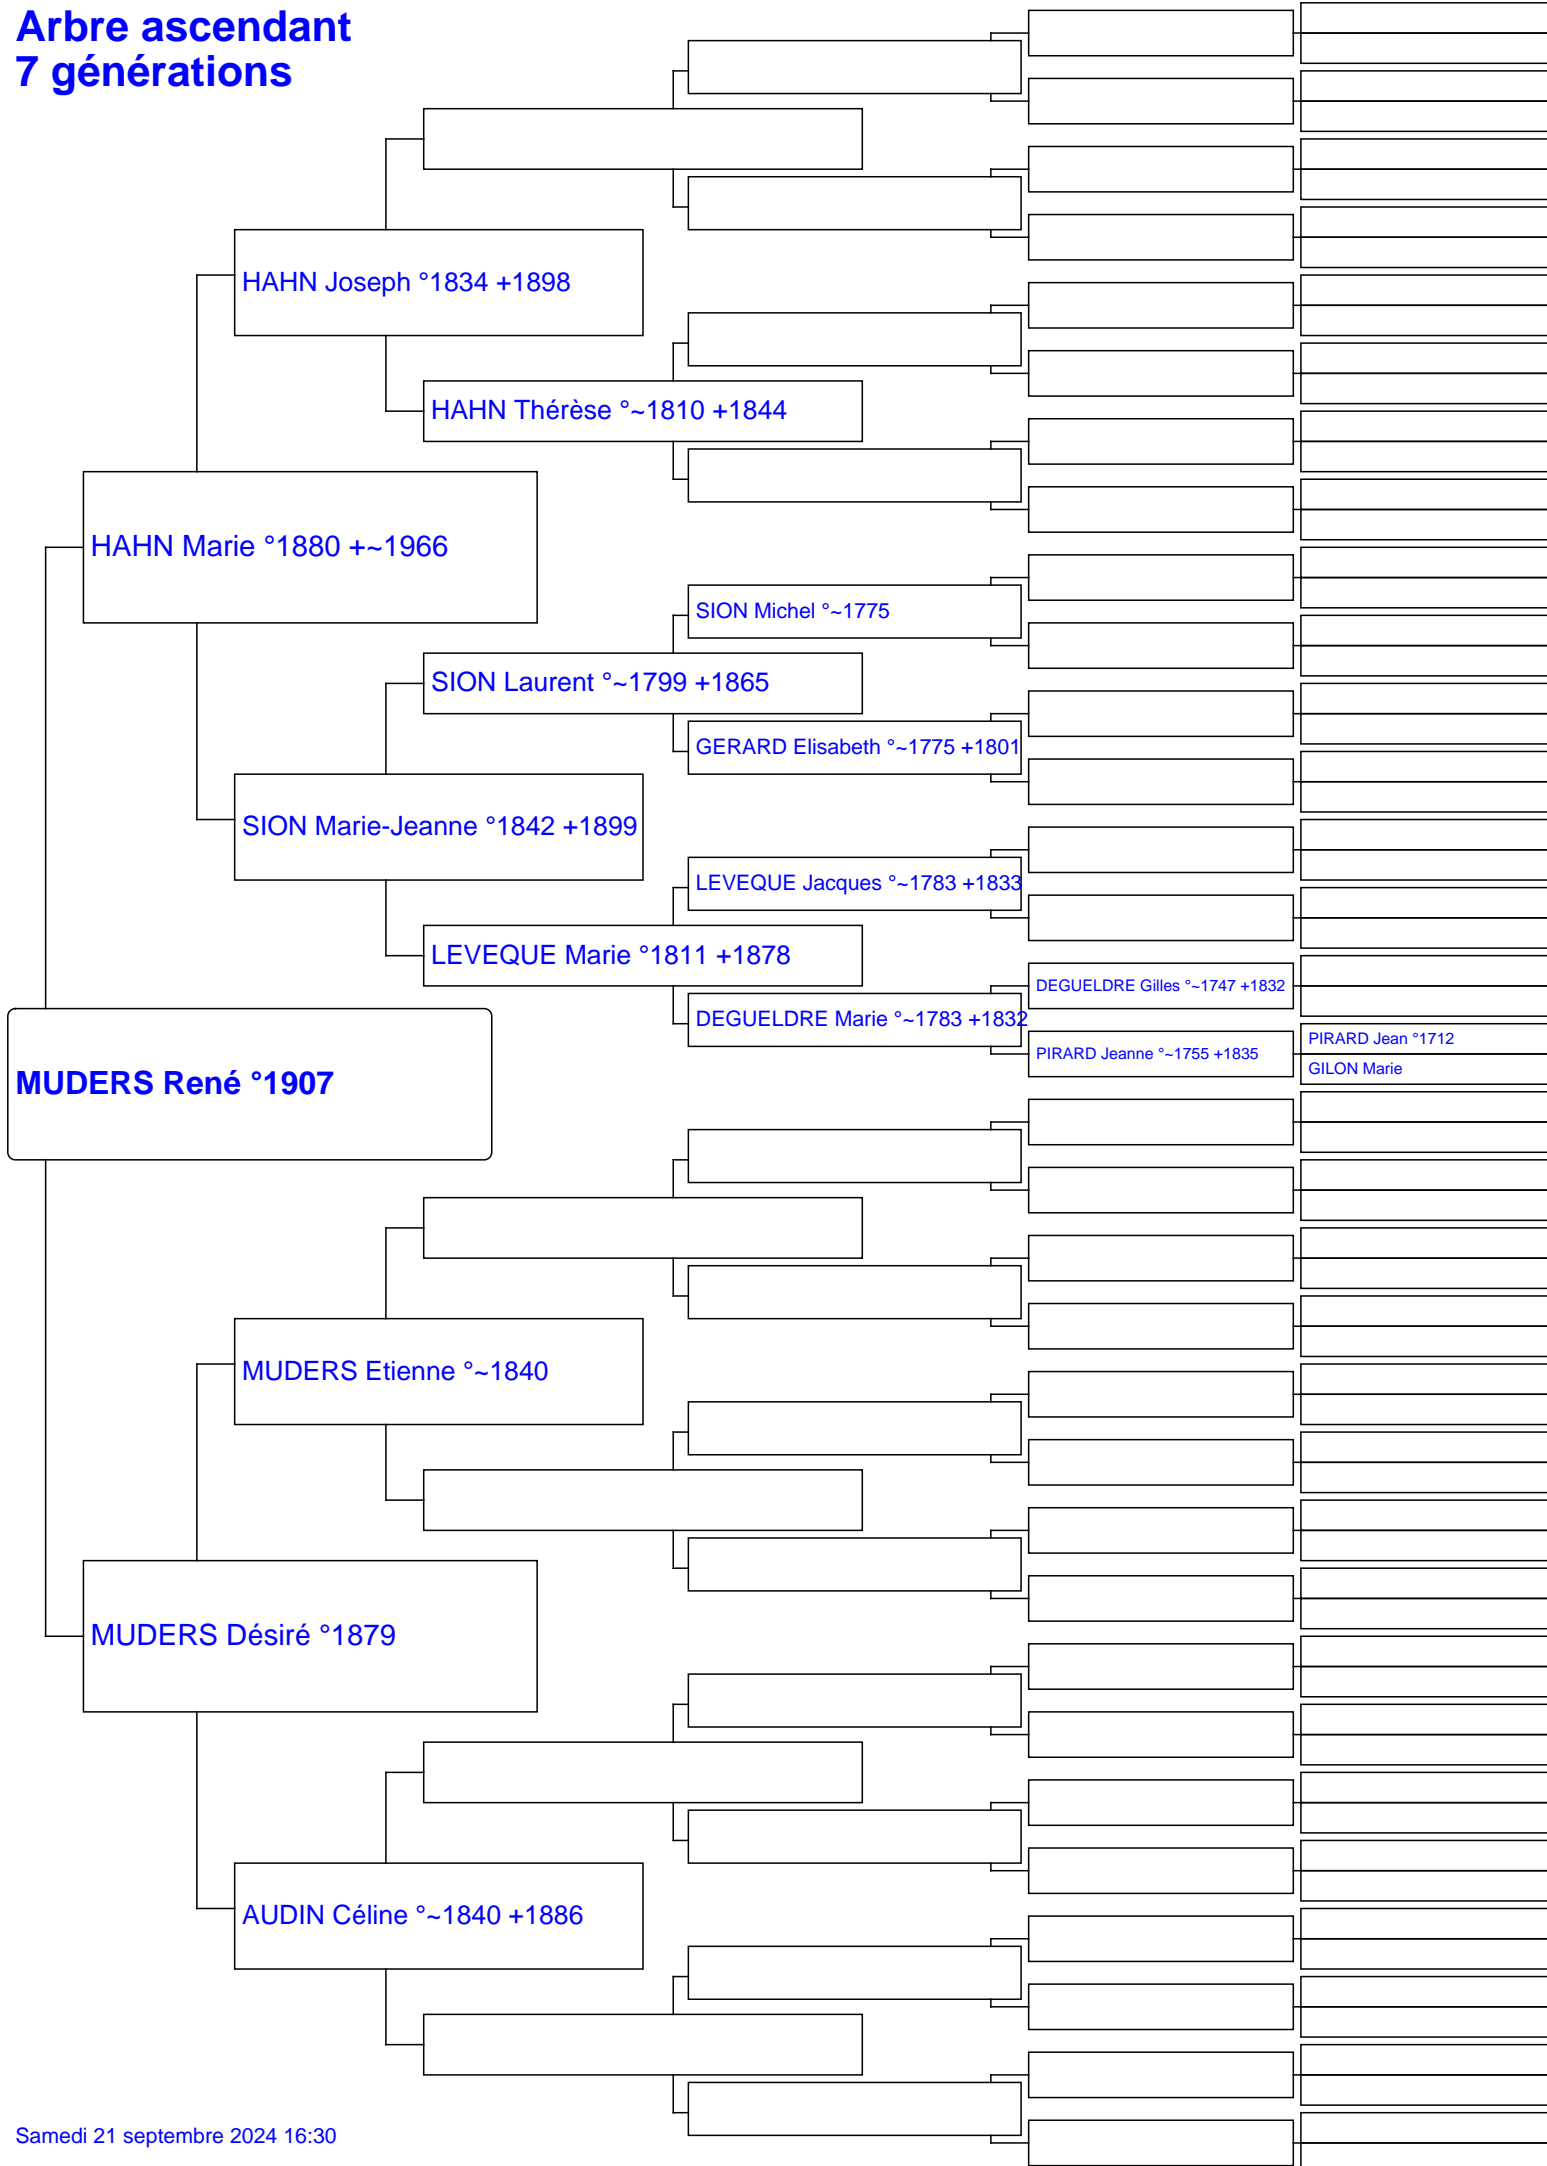 Arbre ascendant
7 générations
HAHN Joseph °1834 +1898
HAHN Thérèse °~1810 +1844
HAHN Marie °1880 +~1966
SION Michel °~1775
SION Laurent °~1799 +1865
GERARD Elisabeth °~1775 +1801
SION Marie-Jeanne °1842 +1899
LEVEQUE Jacques °~1783 +1833
LEVEQUE Marie °1811 +1878
DEGUELDRE Gilles °~1747 +1832
DEGUELDRE Marie °~1783 +1832
PIRARD Jean °1712
PIRARD Jeanne °~1755 +1835
GILON Marie
MUDERS René °1907
MUDERS Etienne °~1840
MUDERS Désiré °1879
AUDIN Céline °~1840 +1886
Samedi 21 septembre 2024 16:30